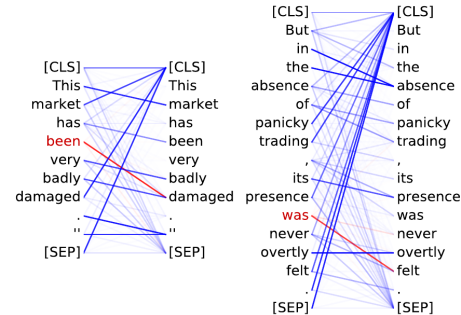 [CLS] [CLS]
This This
market market
has has
been been
very very
badly badly
damaged damaged
. .
'' ''
[SEP] [SEP]
[CLS] [CLS]
But But
in in
the the
absence absence
of of
panicky panicky
trading trading
, ,
its its
presence presence
was was
never never
overtly overtly
felt felt
. .
[SEP] [SEP]